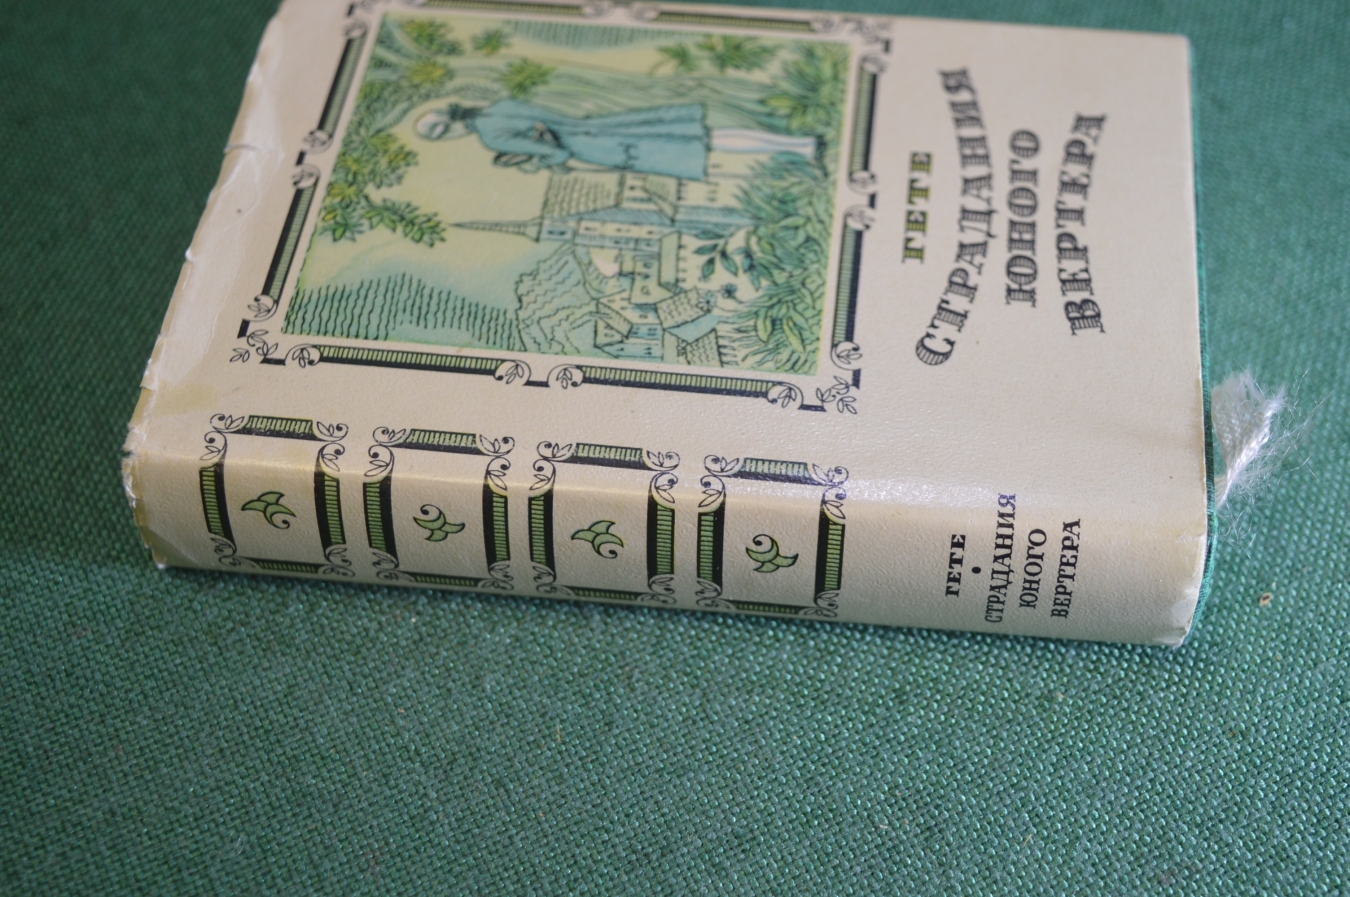 ГЕТЕ
СТРАДАНИЯ
ЮНОГО
ВЕРТЕРА
ГЕТЕ
•
СТРАДАНИЯ
ЮНОГО
ВЕРТЕРА